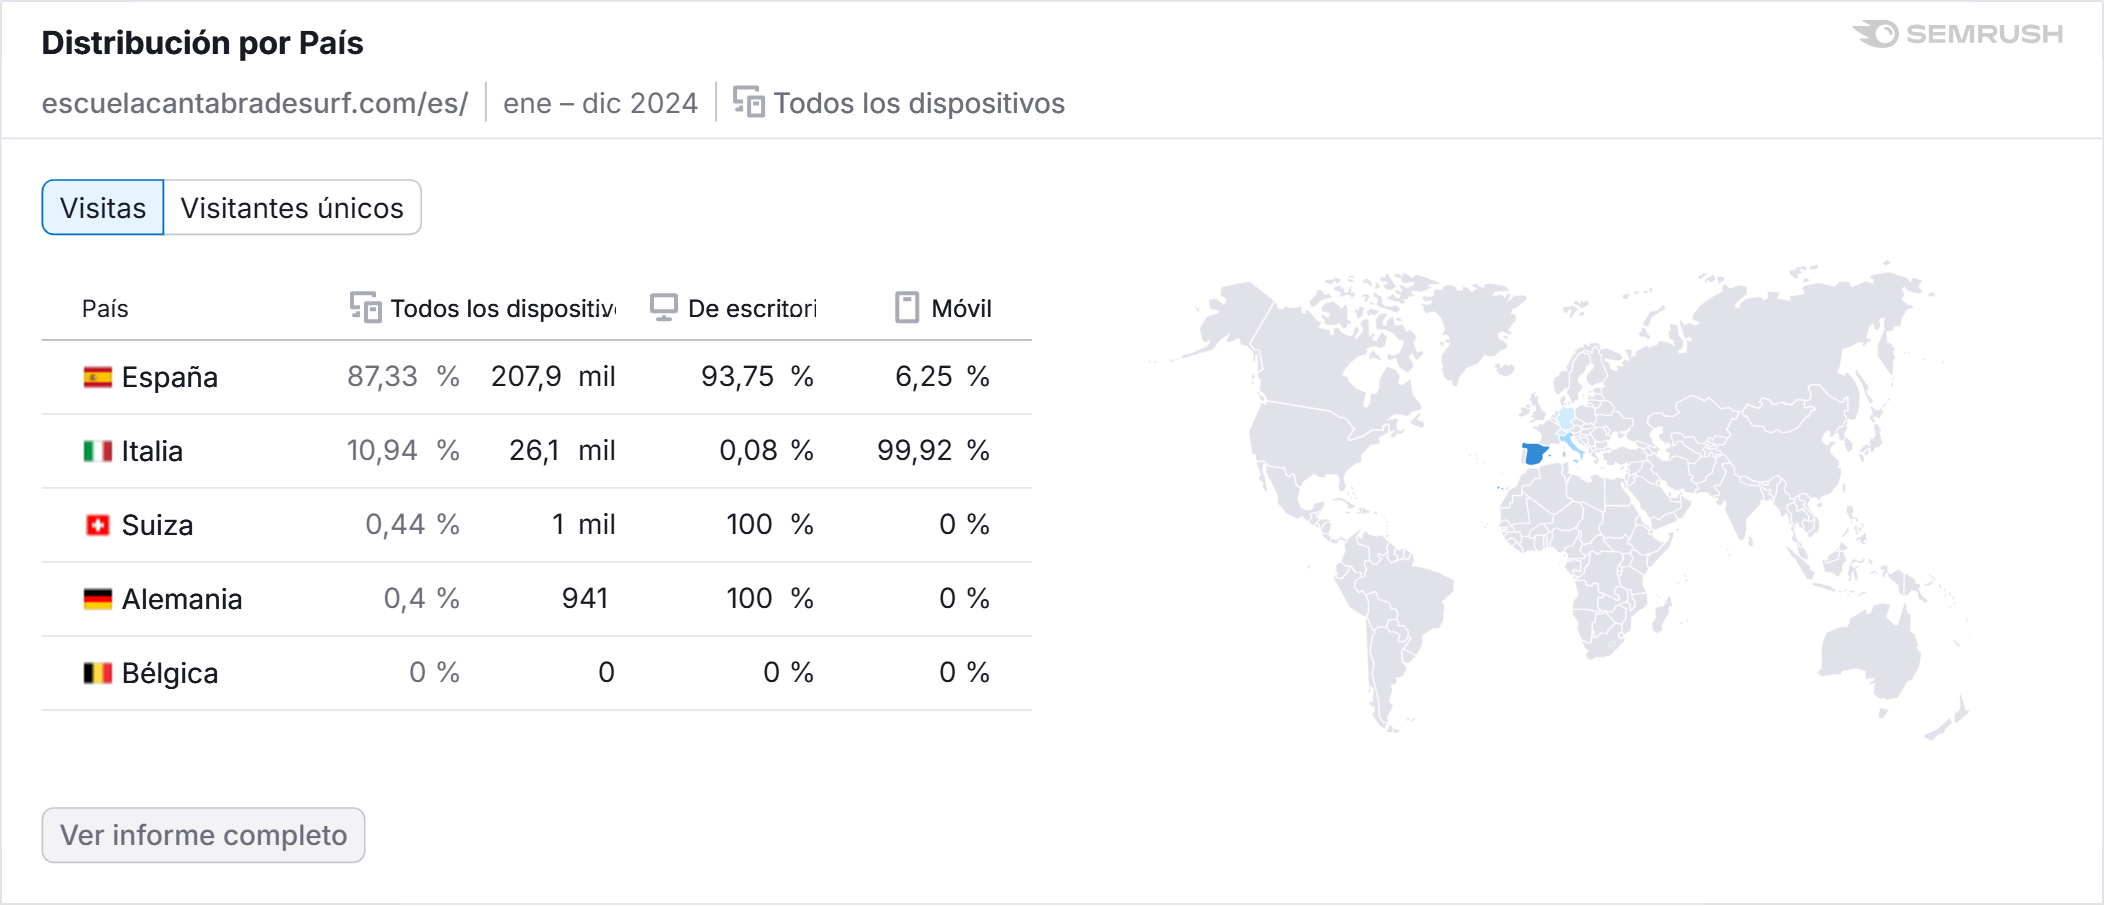 Distribución por País
SEMRUSH
escuelacantabradesurf.com/es/ ene – dic 2024 Todos los dispositivos
Visitas Visitantes únicos
País Todos los dispositiv De escritori Móvil
España 87,33 % 207,9 mil 93,75 % 6,25 %
Italia 10,94 % 26,1 mil 0,08 % 99,92 %
Suiza 0,44 % 1 mil 100 % 0 %
Alemania 0,4 % 941 100 % 0 %
Bélgica 0 % 0 0 % 0 %
Ver informe completo